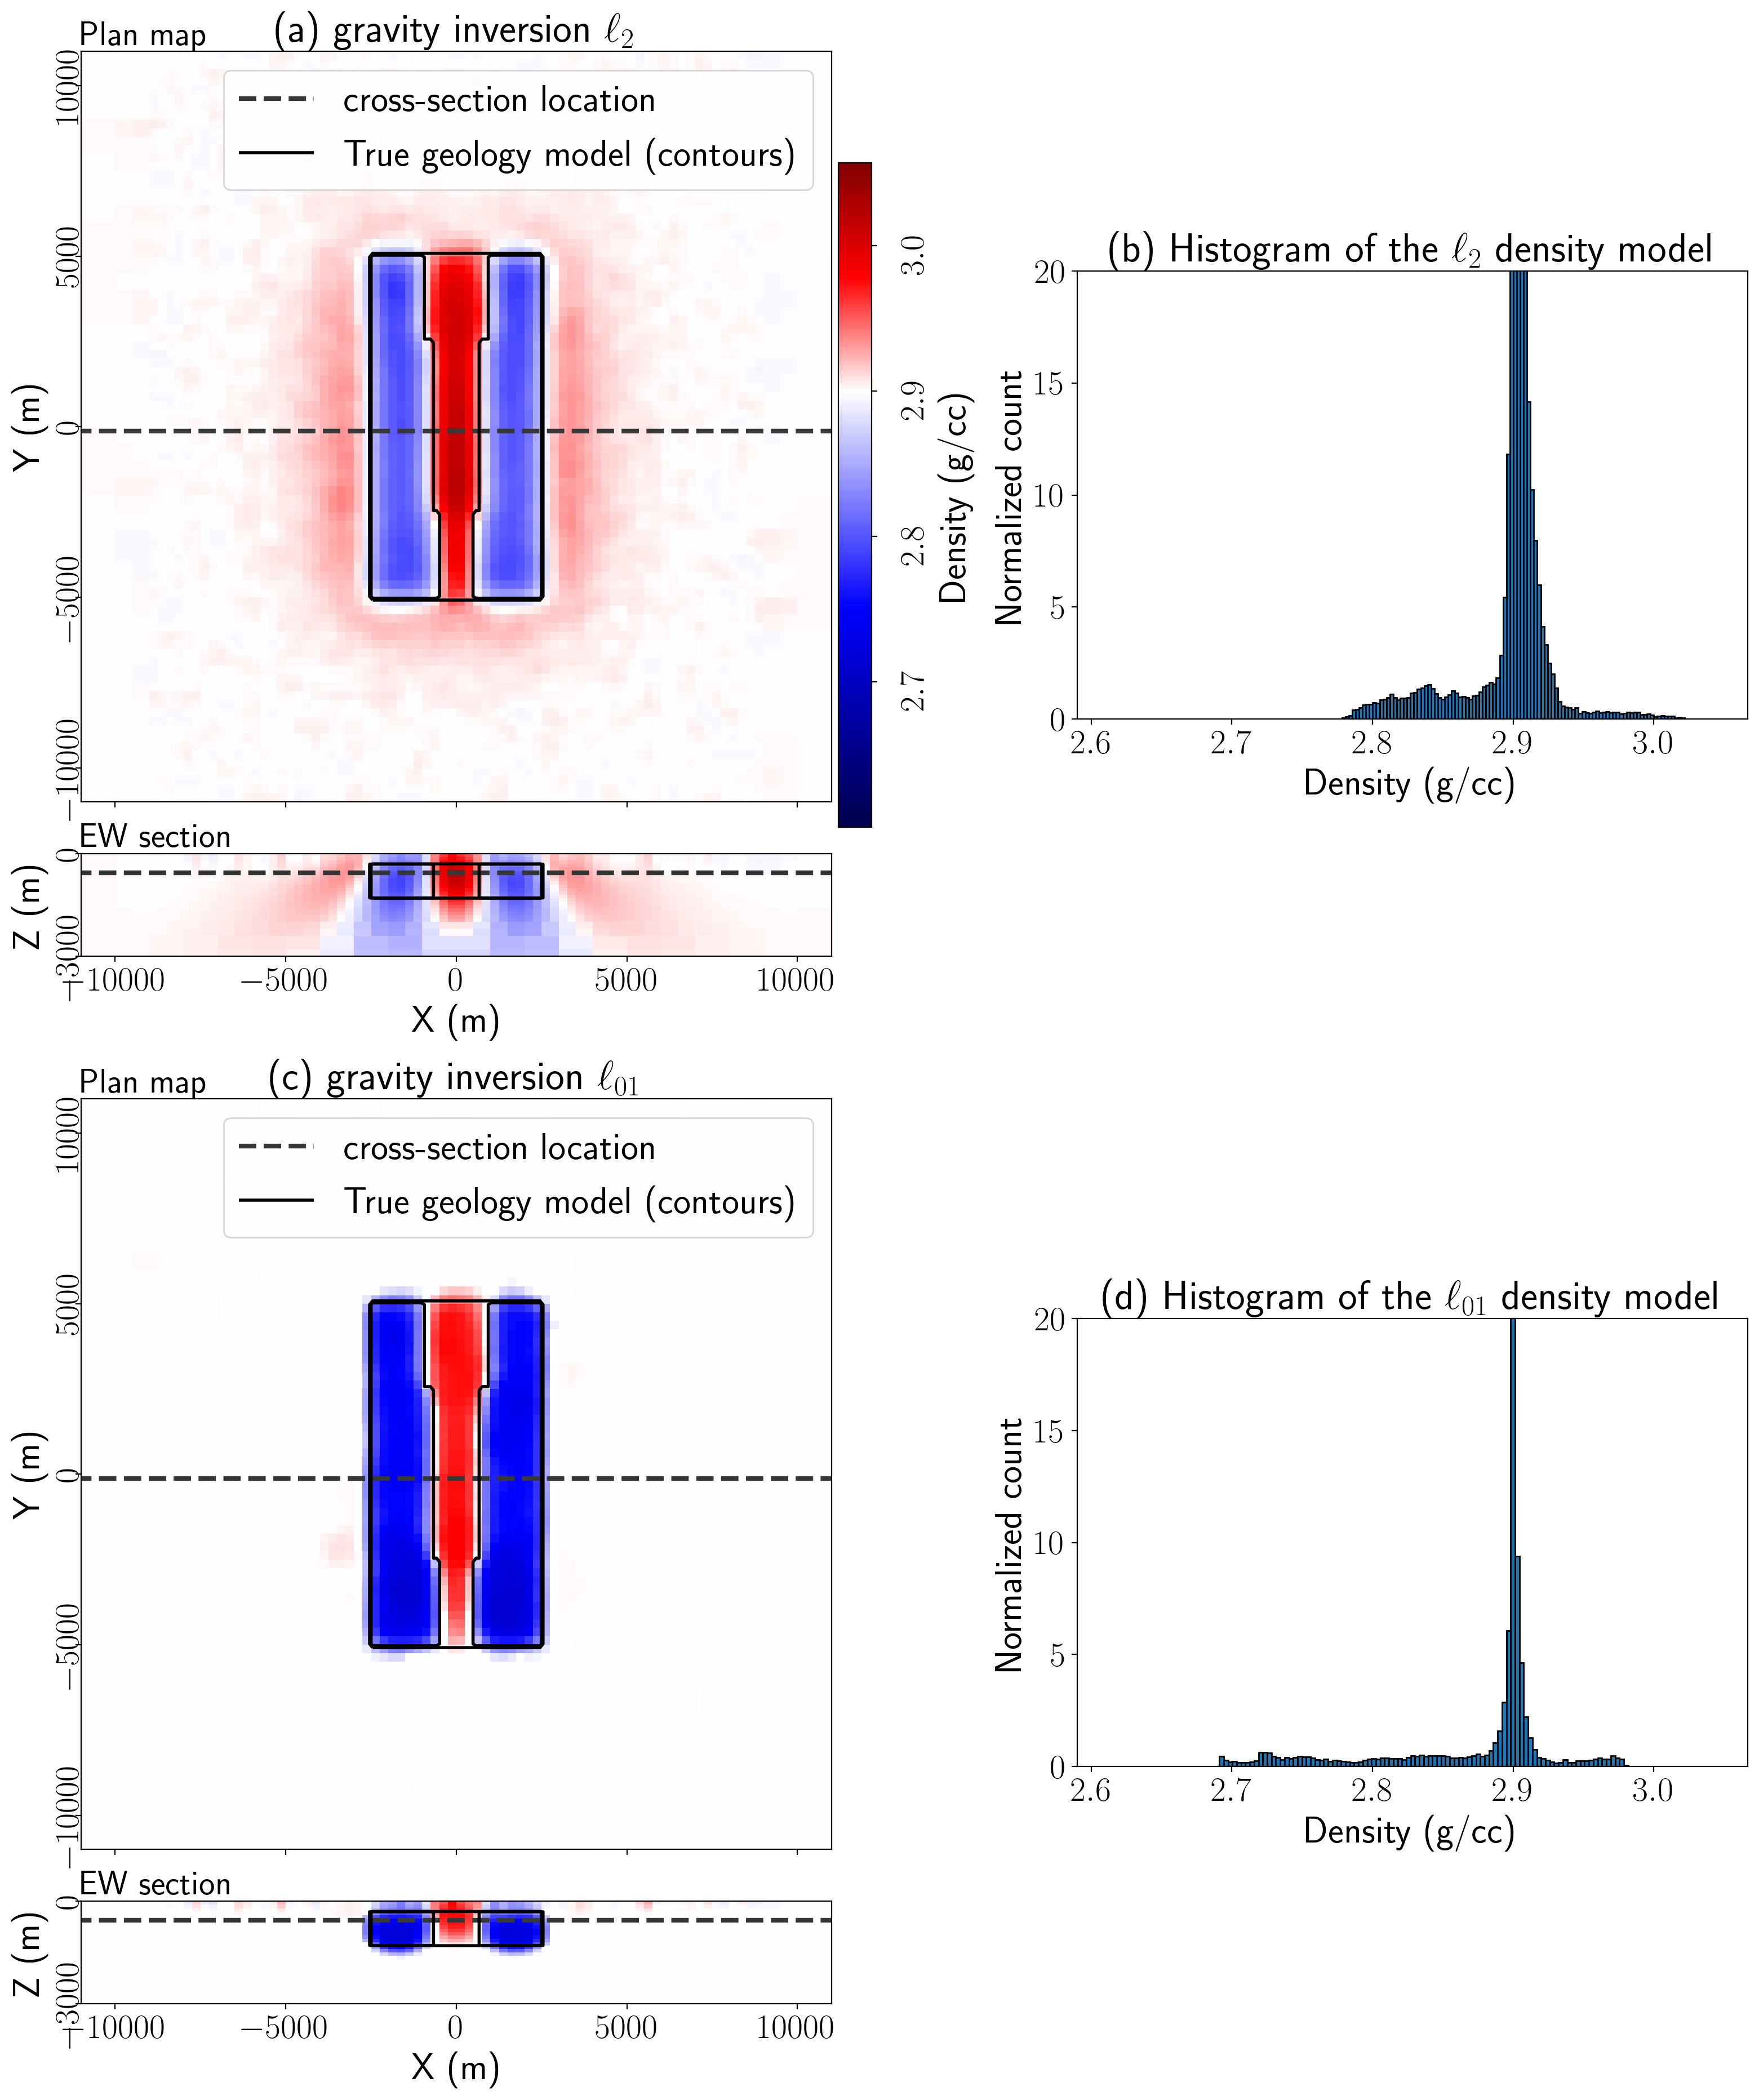 Plan map
(a) gravity inversion ℓ₂
cross-section location
True geology model (contours)
10000
5000
0
−5000
−10000
Y (m)
3.0
2.9
2.8
2.7
Density (g/cc)
EW section
0
−3000
Z (m)
−10000 −5000 0 5000 10000
X (m)
(b) Histogram of the ℓ₂ density model
20
15
10
5
0
Normalized count
2.6 2.7 2.8 2.9 3.0
Density (g/cc)
Plan map
(c) gravity inversion ℓ₀₁
cross-section location
True geology model (contours)
10000
5000
0
−5000
−10000
Y (m)
EW section
0
−3000
Z (m)
−10000 −5000 0 5000 10000
X (m)
(d) Histogram of the ℓ₀₁ density model
20
15
10
5
0
Normalized count
2.6 2.7 2.8 2.9 3.0
Density (g/cc)